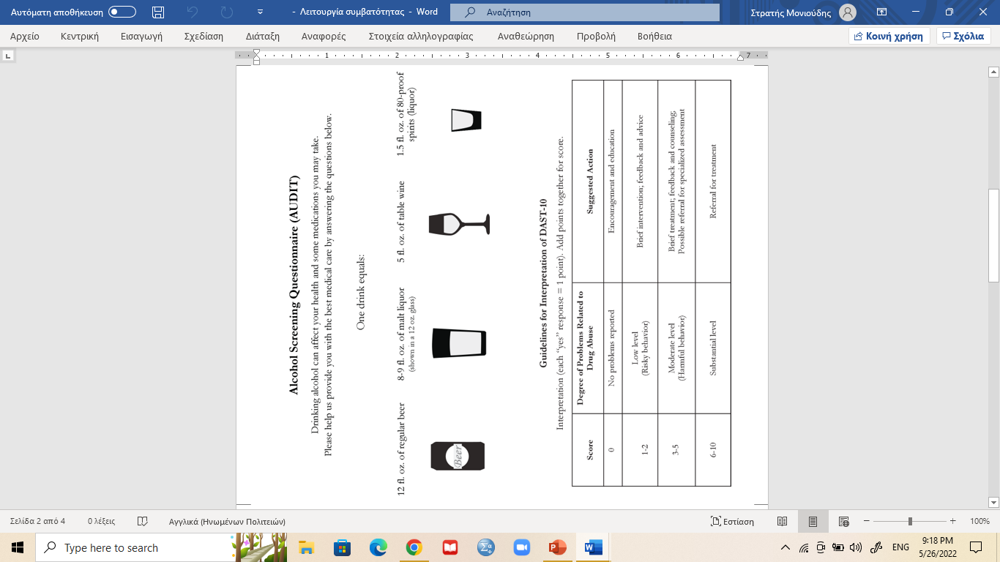 Αυτόματη αποθήκευση
- Λειτουργία συμβατότητας - Word
Αναζήτηση
Στρατής Μονιούδης
Αρχείο Κεντρική Εισαγωγή Σχεδίαση Διάταξη Αναφορές Στοιχεία αλληλογραφίας Αναθεώρηση Προβολή Βοήθεια
Κοινή χρήση Σχόλια
1 2 3 4 5 6 7
Alcohol Screening Questionnaire (AUDIT)
Drinking alcohol can affect your health and some medications you may take.
Please help us provide you with the best medical care by answering the questions below.
One drink equals:
12 fl. oz. of regular beer
Beer
8-9 fl. oz. of malt liquor
(shown in a 12 oz. glass)
5 fl. oz. of table wine
1.5 fl. oz. of 80-proof
spirits (liquor)
Guidelines for Interpretation of DAST-10
Interpretation (each “yes” response = 1 point). Add points together for score.
Score Degree of Problems Related to Suggested Action
Drug Abuse
0 No problems reported Encouragement and education
1-2 Low level Brief intervention; feedback and advice
(Risky behavior)
3-5 Moderate level Brief treatment; feedback and counseling;
(Harmful behavior) Possible referral for specialized assessment
6-10 Substantial level Referral for treatment
Σελίδα 2 από 4 0 λέξεις Αγγλικά (Ηνωμένων Πολιτειών)
Εστίαση 100%
Type here to search
ENG
9:18 PM
5/26/2022